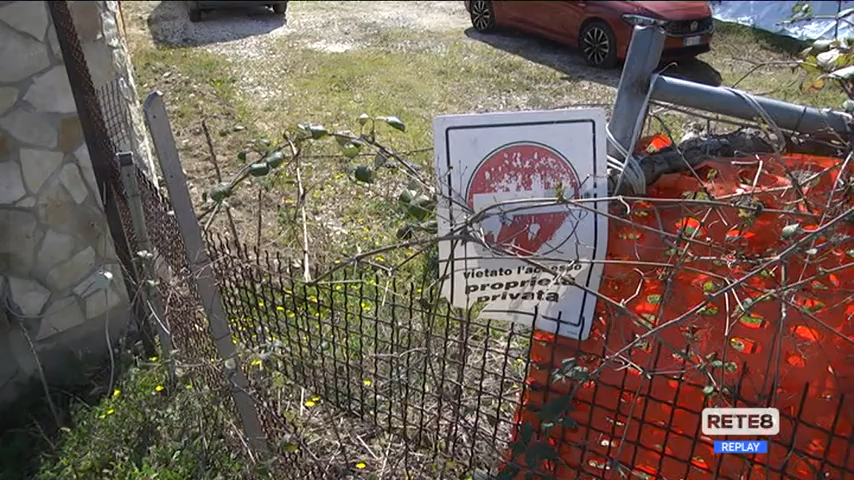 vietato l'accesso
proprietà
privata
RETE8
REPLAY